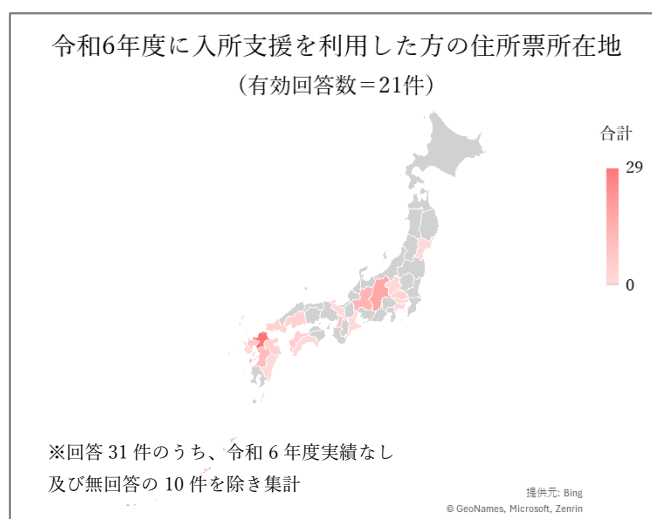 令和6年度に入所支援を利用した方の住所票所在地
(有効回答数＝21件)
合計
29
0
※回答 31 件のうち、令和 6 年度実績なし
及び無回答の 10 件を除き集計
提供元: Bing
© GeoNames, Microsoft, Zenrin